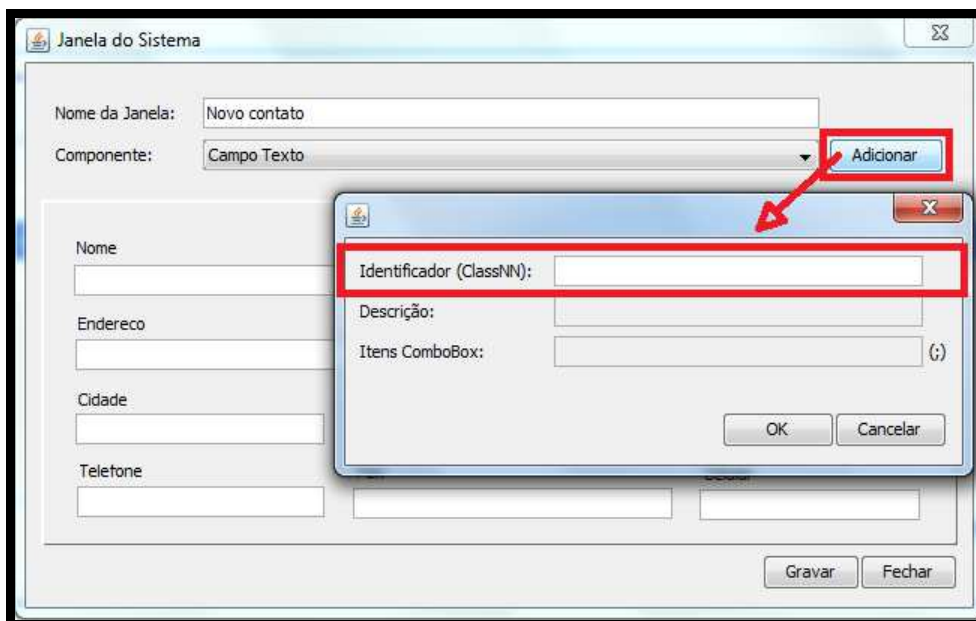 Janela do Sistema
Nome da Janela: Novo contato
Componente: Campo Texto Adicionar
Nome
Identificador (ClassNN):
Endereco
Descrição:
Itens ComboBox: (;)
Cidade
OK Cancelar
Telefone
Gravar Fechar